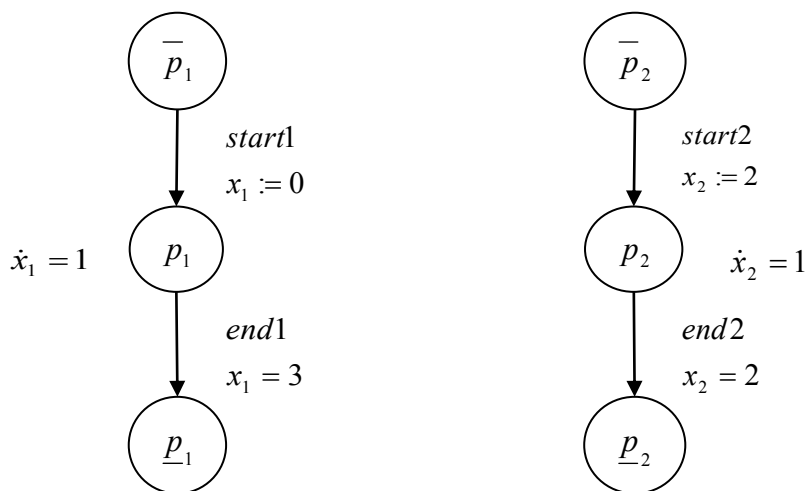 p̅₁
start1
x₁ := 0
ẋ₁ = 1
p₁
end1
x₁ = 3
p̲₁
p̅₂
start2
x₂ := 2
p₂
ẋ₂ = 1
end2
x₂ = 2
p̲₂